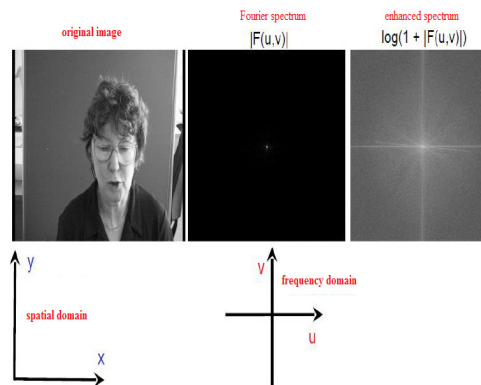 original image
Fourier spectrum
|F(u,v)|
enhanced spectrum
log(1 + |F(u,v)|)
y
spatial domain
x
v
frequency domain
u